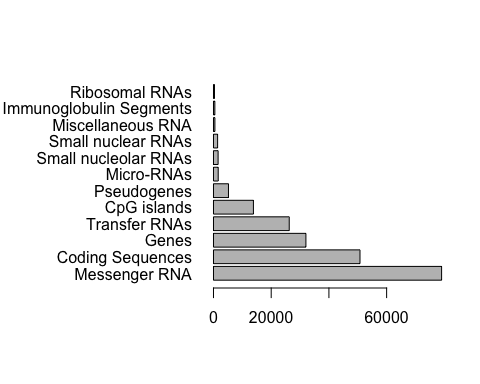 Ribosomal RNAs
Immunoglobulin Segments
Miscellaneous RNA
Small nuclear RNAs
Small nucleolar RNAs
Micro-RNAs
Pseudogenes
CpG islands
Transfer RNAs
Genes
Coding Sequences
Messenger RNA
0 20000 60000